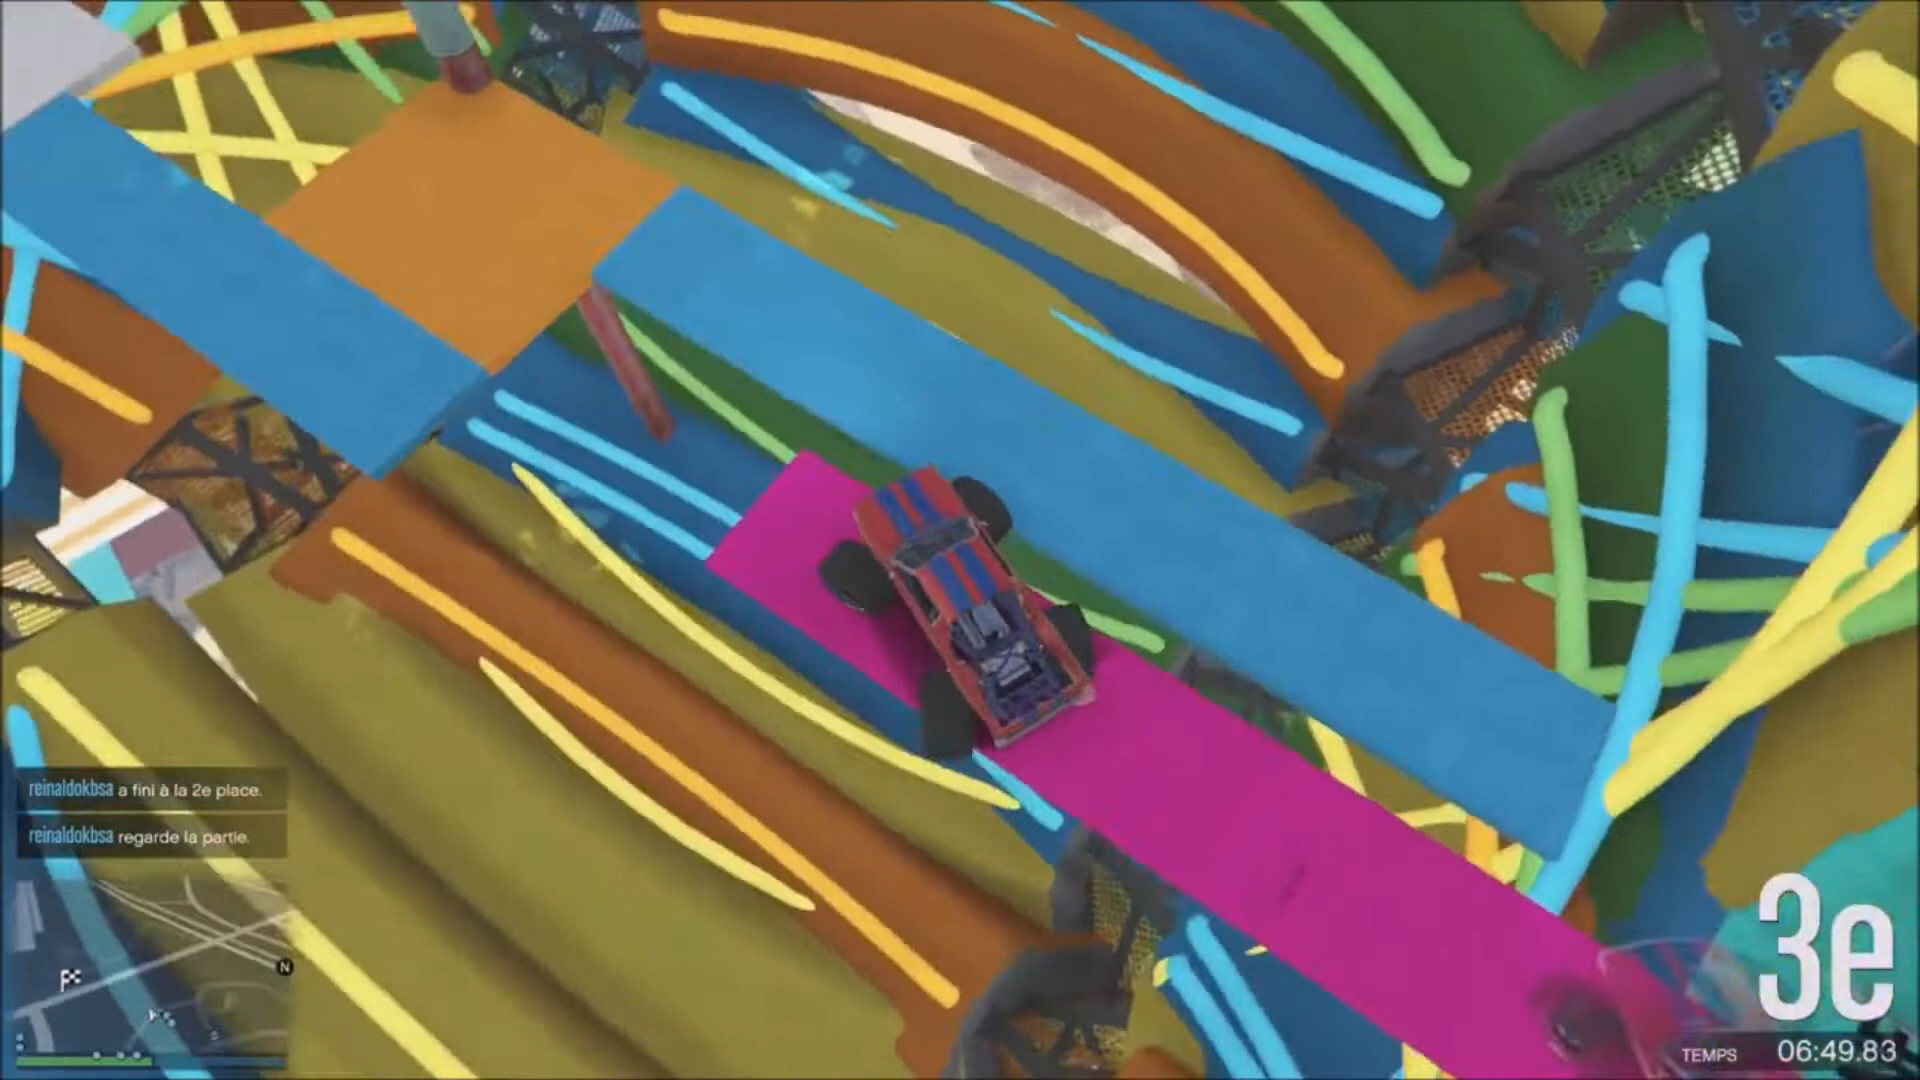 reinaldokbsa a fini à la 2e place.
reinaldokbsa regarde la partie.
N
3e
TEMPS 06:49.83